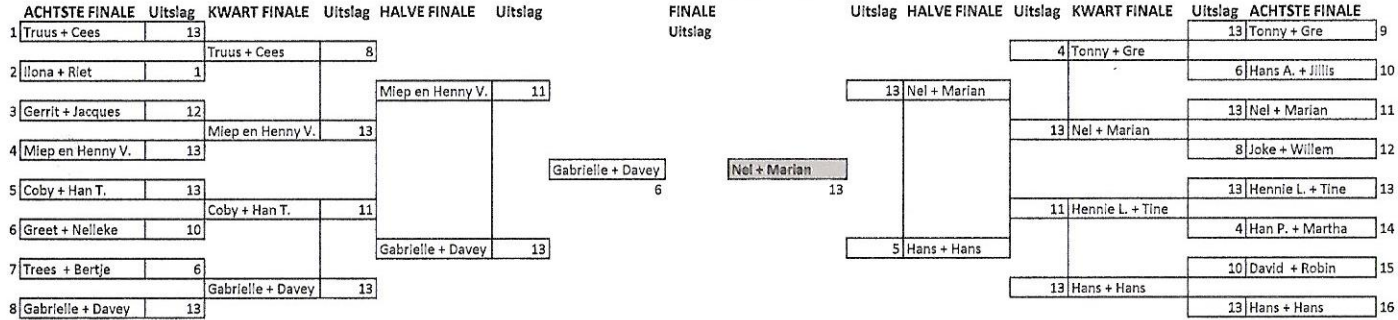 ACHTSTE FINALE Uitslag KWART FINALE Uitslag HALVE FINALE Uitslag FINALE Uitslag HALVE FINALE Uitslag KWART FINALE Uitslag ACHTSTE FINALE
1 Truus + Cees 13 Uitslag 13 Tonny + Gre 9
Truus + Cees 8 4 Tonny + Gre
2 Ilona + Riet 1 6 Hans A. + Jillis 10
Miep en Henny V. 11 13 Nel + Marian
3 Gerrit + Jacques 12 13 Nel + Marian 11
Miep en Henny V. 13 13 Nel + Marian
4 Miep en Henny V. 13 8 Joke + Willem 12
Gabrielle + Davey Nel + Marian
5 Coby + Han T. 13 6 13 13 Hennie L. + Tine 13
Coby + Han T. 11 11 Hennie L. + Tine
6 Greet + Nelleke 10 4 Han P. + Martha 14
Gabrielle + Davey 13 5 Hans + Hans
7 Trees + Bertje 6 10 David + Robin 15
Gabrielle + Davey 13 13 Hans + Hans
8 Gabrielle + Davey 13 13 Hans + Hans 16